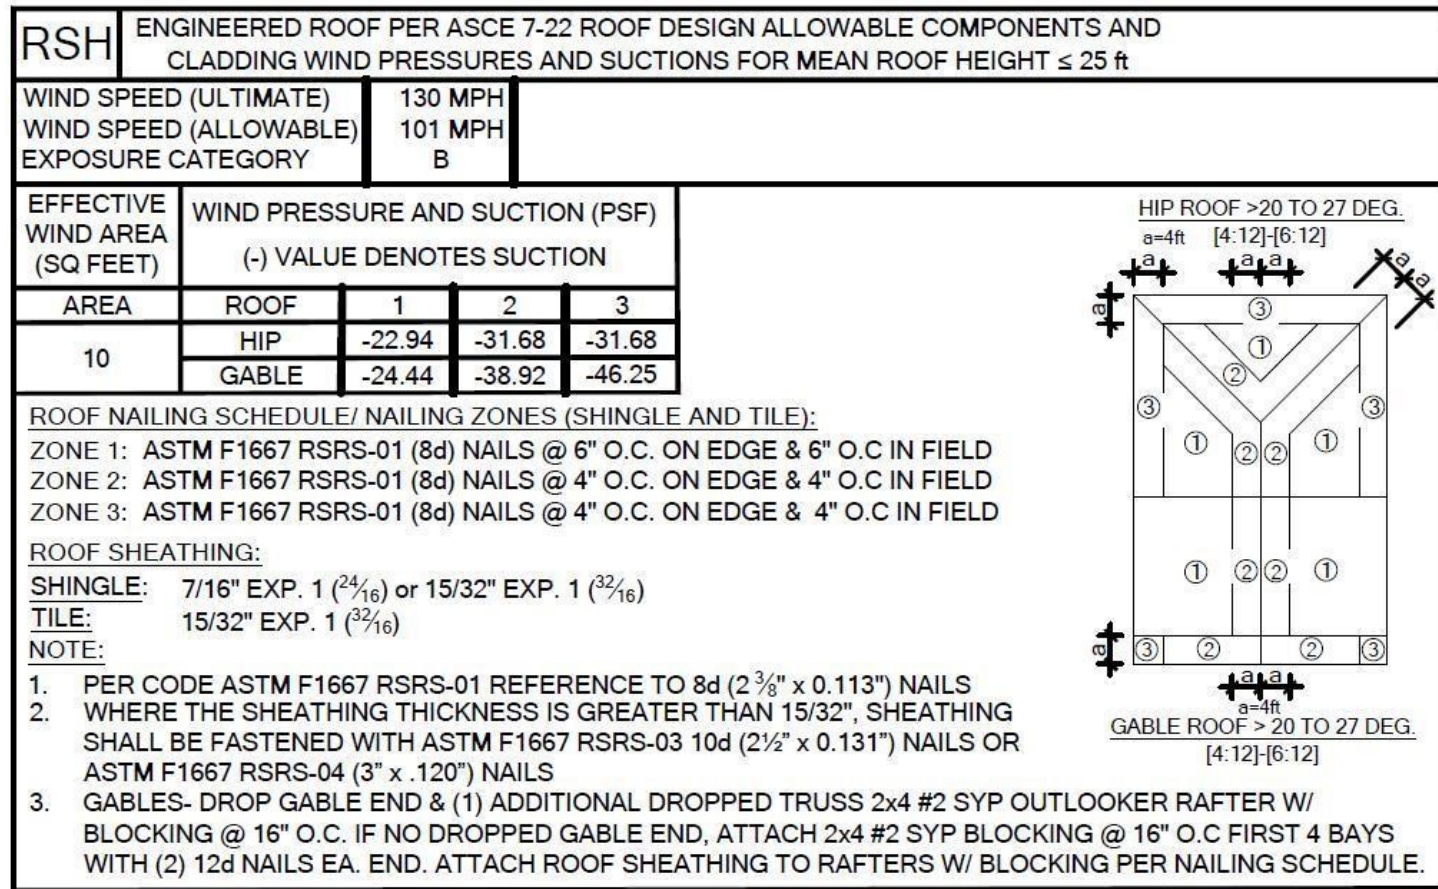 RSH
ENGINEERED ROOF PER ASCE 7-22 ROOF DESIGN ALLOWABLE COMPONENTS AND
CLADDING WIND PRESSURES AND SUCTIONS FOR MEAN ROOF HEIGHT ≤ 25 ft
WIND SPEED (ULTIMATE) 130 MPH
WIND SPEED (ALLOWABLE) 101 MPH
EXPOSURE CATEGORY B
EFFECTIVE
WIND AREA
(SQ FEET)
WIND PRESSURE AND SUCTION (PSF)
(-) VALUE DENOTES SUCTION
AREA ROOF 1 2 3
10
HIP -22.94 -31.68 -31.68
GABLE -24.44 -38.92 -46.25
ROOF NAILING SCHEDULE/ NAILING ZONES (SHINGLE AND TILE):
ZONE 1: ASTM F1667 RSRS-01 (8d) NAILS @ 6" O.C. ON EDGE & 6" O.C IN FIELD
ZONE 2: ASTM F1667 RSRS-01 (8d) NAILS @ 4" O.C. ON EDGE & 4" O.C IN FIELD
ZONE 3: ASTM F1667 RSRS-01 (8d) NAILS @ 4" O.C. ON EDGE & 4" O.C IN FIELD
ROOF SHEATHING:
SHINGLE: 7/16" EXP. 1 (24/16) or 15/32" EXP. 1 (32/16)
TILE: 15/32" EXP. 1 (32/16)
NOTE:
1. PER CODE ASTM F1667 RSRS-01 REFERENCE TO 8d (2 3/8" x 0.113") NAILS
2. WHERE THE SHEATHING THICKNESS IS GREATER THAN 15/32", SHEATHING
SHALL BE FASTENED WITH ASTM F1667 RSRS-03 10d (2½” x 0.131”) NAILS OR
ASTM F1667 RSRS-04 (3” x .120”) NAILS
3. GABLES- DROP GABLE END & (1) ADDITIONAL DROPPED TRUSS 2x4 #2 SYP OUTLOOKER RAFTER W/
BLOCKING @ 16" O.C. IF NO DROPPED GABLE END, ATTACH 2x4 #2 SYP BLOCKING @ 16" O.C FIRST 4 BAYS
WITH (2) 12d NAILS EA. END. ATTACH ROOF SHEATHING TO RAFTERS W/ BLOCKING PER NAILING SCHEDULE.
HIP ROOF >20 TO 27 DEG.
a=4ft [4:12]-[6:12]
a a a a a
a
③
①
②
③ ③
① ②② ①
① ②② ①
a
③ ② ② ③
a a
a=4ft
GABLE ROOF > 20 TO 27 DEG.
[4:12]-[6:12]